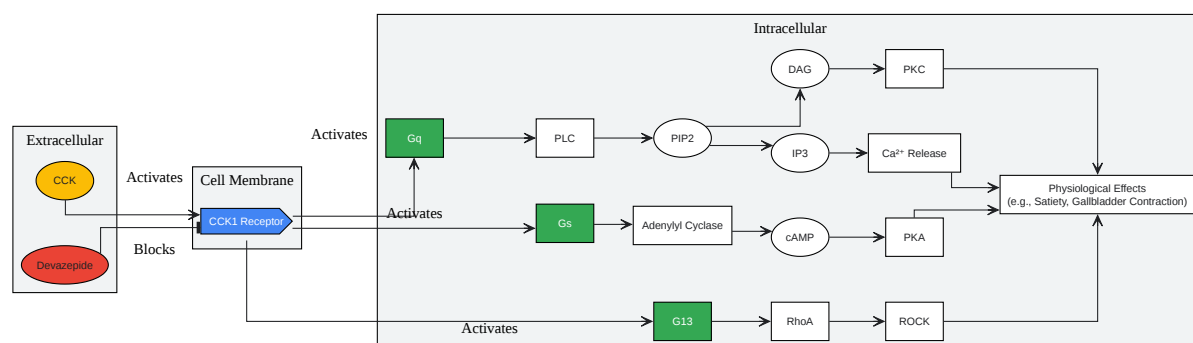 Intracellular
DAG
PKC
Extracellular
Activates
Gq
PLC
PIP2
IP3
Ca²⁺ Release
CCK
Activates
Cell Membrane
CCK1 Receptor
Activates
Physiological Effects
(e.g., Satiety, Gallbladder Contraction)
Gs
Adenylyl Cyclase
cAMP
PKA
Blocks
Devazepide
Activates
G13
RhoA
ROCK